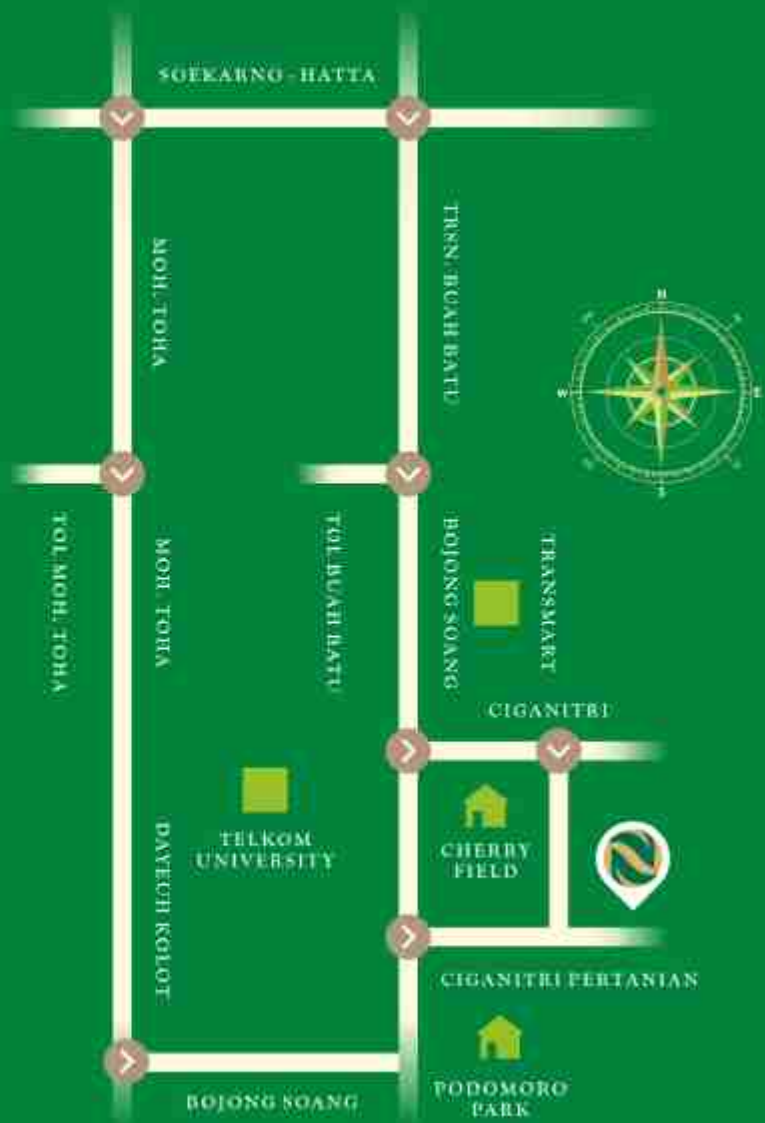 SOEKARNO - HATTA
MOH. TOHA
TRSN. BUAH BATU
N
W
E
S
TOL MOH. TOHA
MOH. TOHA
TOL BUAH BATU
BOJONG SOANG
TRANSMART
CIGANITRI
TELKOM
UNIVERSITY
CHERRY
FIELD
DAYEUH KOLOT
CIGANITRI PERTANIAN
BOJONG SOANG
PODOMORO
PARK